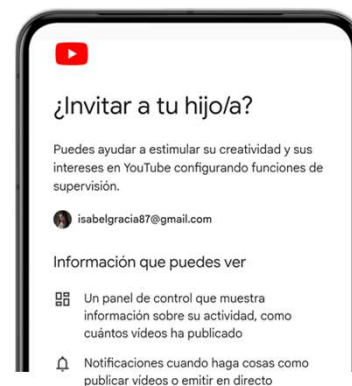 ¿Invitar a tu hijo/a?
Puedes ayudar a estimular su creatividad y sus
intereses en YouTube configurando funciones de
supervisión.
isabelgracia87@gmail.com
Información que puedes ver
Un panel de control que muestra
información sobre su actividad, como
cuántos vídeos ha publicado
Notificaciones cuando haga cosas como
publicar vídeos o emitir en directo